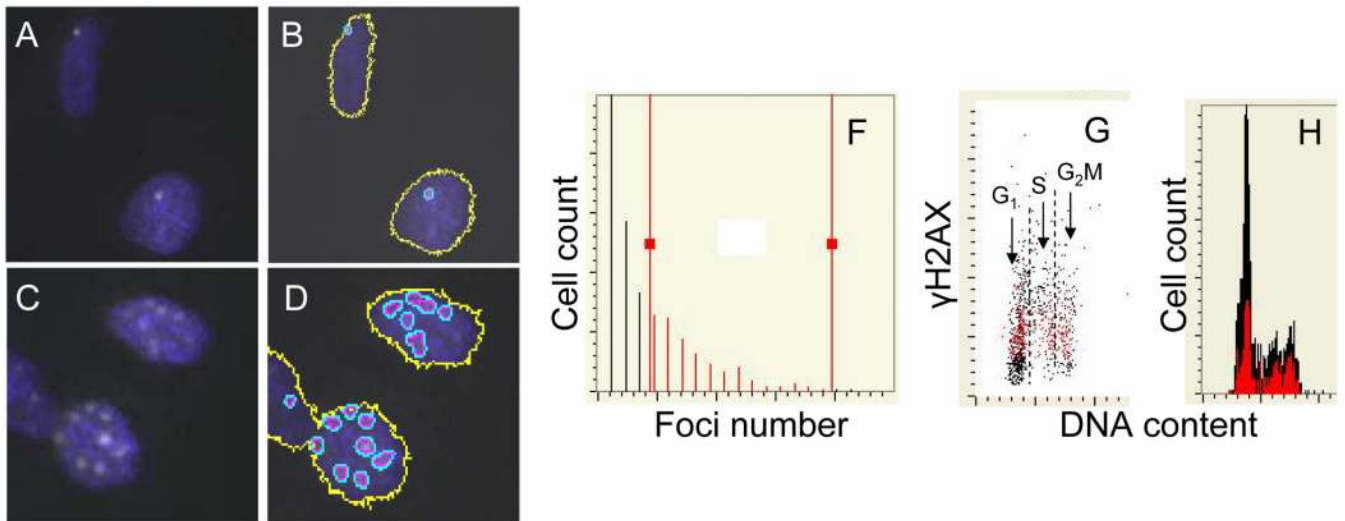 A
B
C
D
F
Cell count
Foci number
G
G₁
S
G₂M
γH2AX
H
Cell count
DNA content